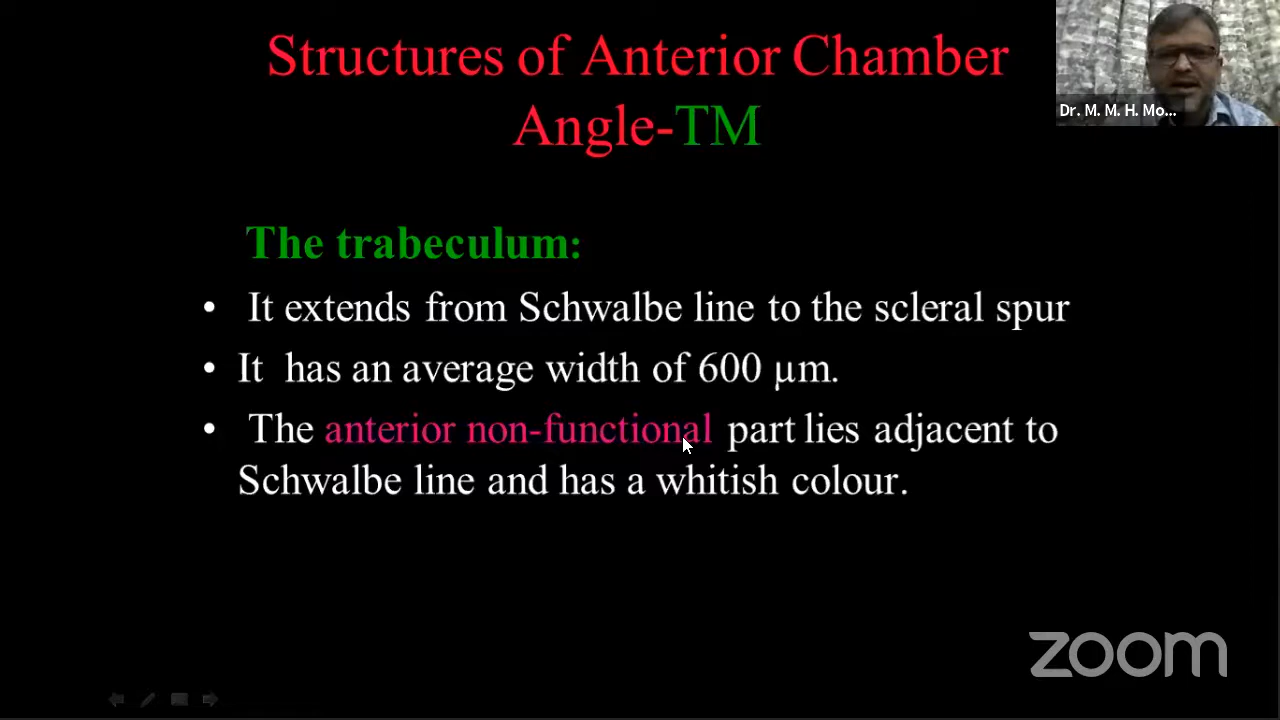 Structures of Anterior Chamber
Angle-TM
Dr. M. M. H. Mo...
The trabeculum:
• It extends from Schwalbe line to the scleral spur
• It has an average width of 600 µm.
• The anterior non-functional part lies adjacent to
Schwalbe line and has a whitish colour.
zoom